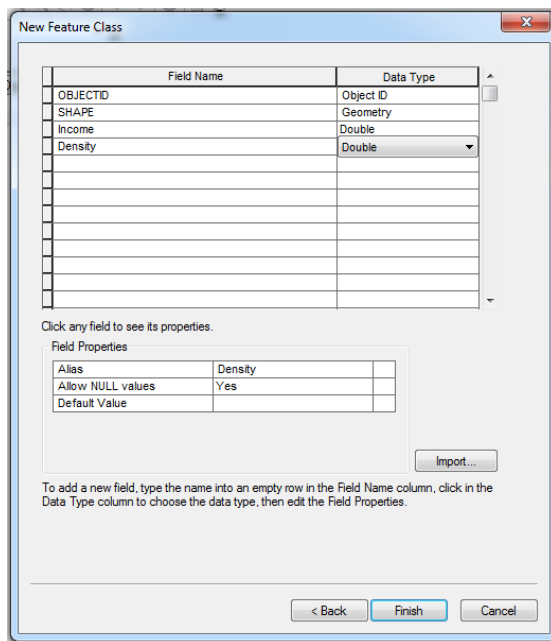 New Feature Class
Field Name Data Type
OBJECTID Object ID
SHAPE Geometry
Income Double
Density Double
Click any field to see its properties.
Field Properties
Alias Density
Allow NULL values Yes
Default Value
Import...
To add a new field, type the name into an empty row in the Field Name column, click in the
Data Type column to choose the data type, then edit the Field Properties.
< Back Finish Cancel